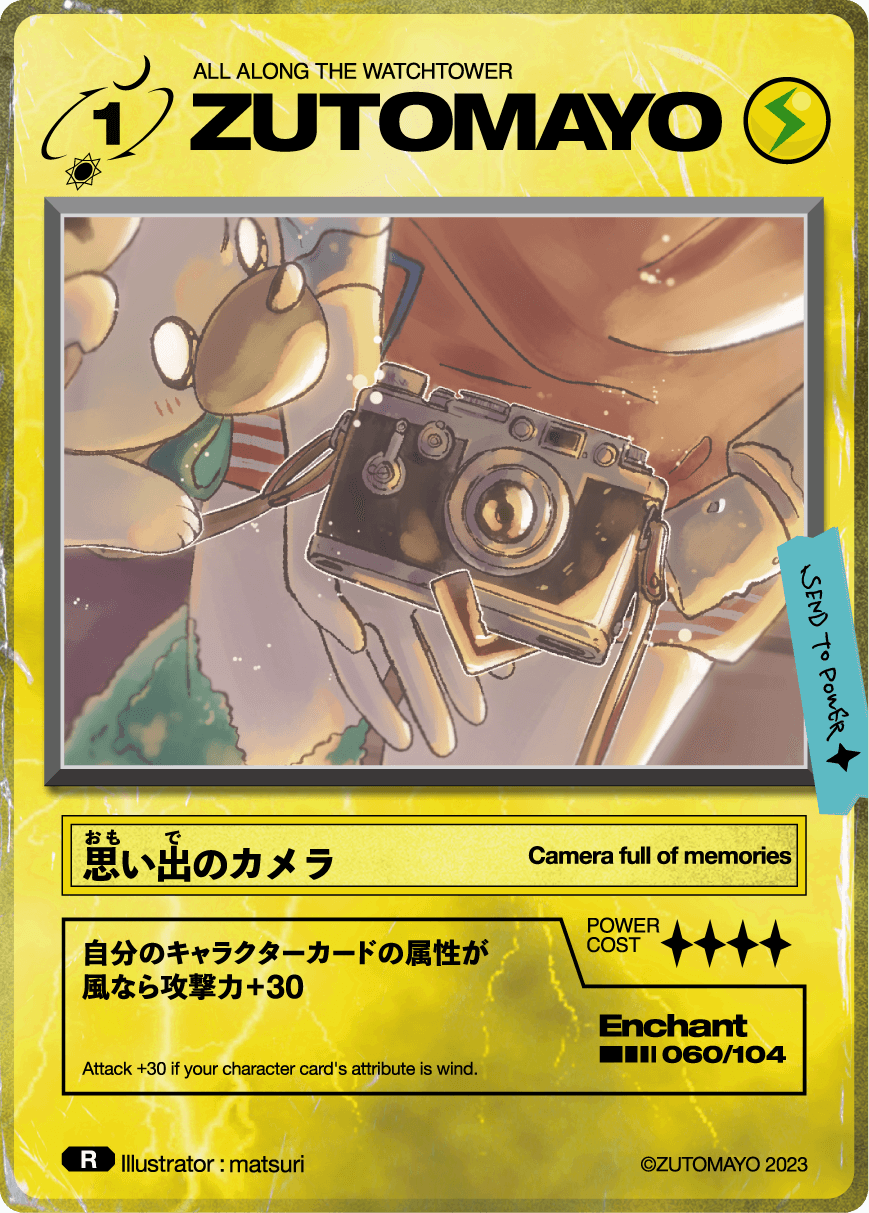 ALL ALONG THE WATCHTOWER
1
ZUTOMAYO
SEND TO POWER
おも で
思い出のカメラ
Camera full of memories
自分のキャラクターカードの属性が
風なら攻撃力+30
Attack +30 if your character card's attribute is wind.
POWER
COST
Enchant
060/104
R Illustrator : matsuri
©ZUTOMAYO 2023